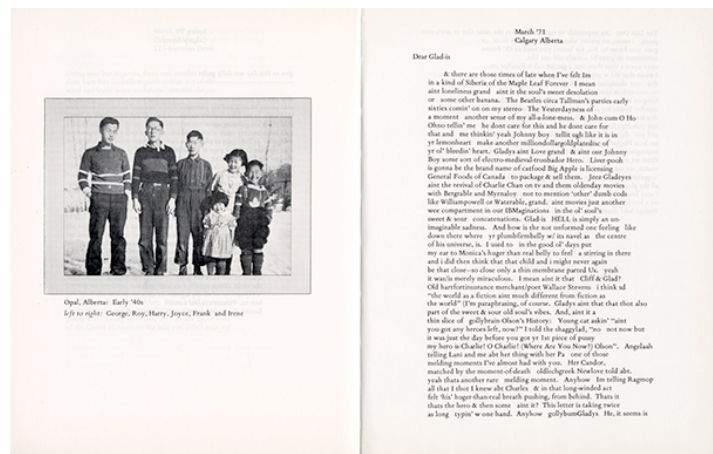 Opal, Alberta: Early '40s
left to right: George, Roy, Harry, Joyce, Frank and Irene
March '71
Calgary Alberta
Dear Glad-is
& there are those times of late when I've felt Im
in a kind of Siberia of the Maple Leaf Forever I mean
aint loneliness grand aint it the soul's sweet desolation
or some other banana. The Beatles circa Tallman's parties early
sixties comin' on on my stereo The Yesterdayness of
a moment another sense of my all-a-lone-mess. & John cum O Ho
Ohno tellin' me he dont care for this and he dont care for
that and me thinkin' yeah Johnny boy tellit ugh like it is in
yr lemonheart make another milliondollargoldplatedisc of
yr ol' bleedin' heart. Gladys aint Love grand & aint our Johnny
Boy some sort of electro-medieval-troubador Hero. Liver-pooh
is gonna be the brand name of catfood Big Apple is licensing
General Foods of Canada to package & sell them. Jeez Gladeyes
aint the revival of Charlie Chan on tv and them oldenday movies
with Betgrable and Myrnaloy not to mention 'other' dumb cods
like Williampowell or Waterable, grand. aint movies just another
wee compartment in our IBMaginations in the ol' soul's
sweet & sour concatenations. Glad-is HELL is simply an un-
imaginable sadness. And how is the not unformed one feeling like
down there where yr plumbfirmbelly w/ its navel as the centre
of his universe, is. I used to in the good ol' days put
my ear to Monica's huger than real belly to feel a stirring in there
and i did then think that that child and i might never again
be that close—so close only a thin membrane parted Us. yeah
it was/is merely miraculous. I mean aint it that Cliff & Glad?
Old hartfortinsurance merchant/poet Wallace Stevens i think sd
"the world as a fiction aint much different from fiction as
the world" (I'm paraphrasing, of course. Gladys aint that that thot also
part of the sweet & sour old soul's vibes. And, aint it a
thin slice of gollybrain Olson's History: Young cat askin' "aint
you got any heroes left, now?" I told the shaggylad, "no not now but
it was just the day before you got yr 1st piece of pussy
my hero is Charlie! O Charlie! (Where Are You Now?) Olson". Angelaah
telling Lani and me abt her thing with her Pa one of those
melding moments I've almost had with you. Her Candor,
matched by the moment-of-death oldlochgreek Newlove told abt.
yeah thats another rare melding moment. Anyhow Im telling Ragmop
all that I thot I knew abt Charles & in that long-winded act
felt 'his' huger-than-real breath pushing, from behind. Thats it
thats the hero & then some aint it? This letter is taking twice
as long typin' w one hand. Anyhow gollybumGladys He, it seems is